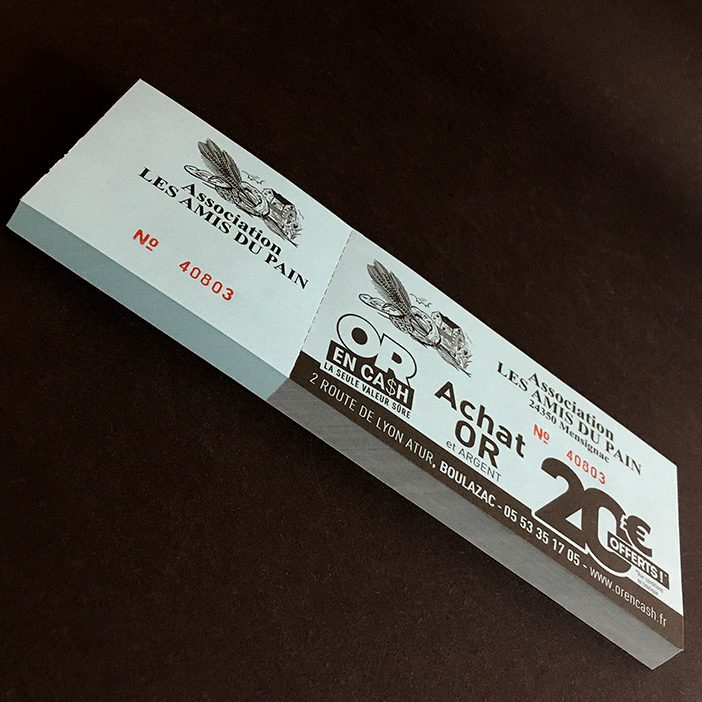 Association
LES AMIS DU PAIN
Nº 40803
OR
EN CA$H
LA SEULE VALEUR SÛRE
Achat
OR
et ARGENT
Association
LES AMIS DU PAIN
24350 Mensignac
Nº 40803
20€
OFFERTS !*
2 ROUTE DE LYON ATUR, BOULAZAC - 05 53 35 17 05 - www.orencash.fr